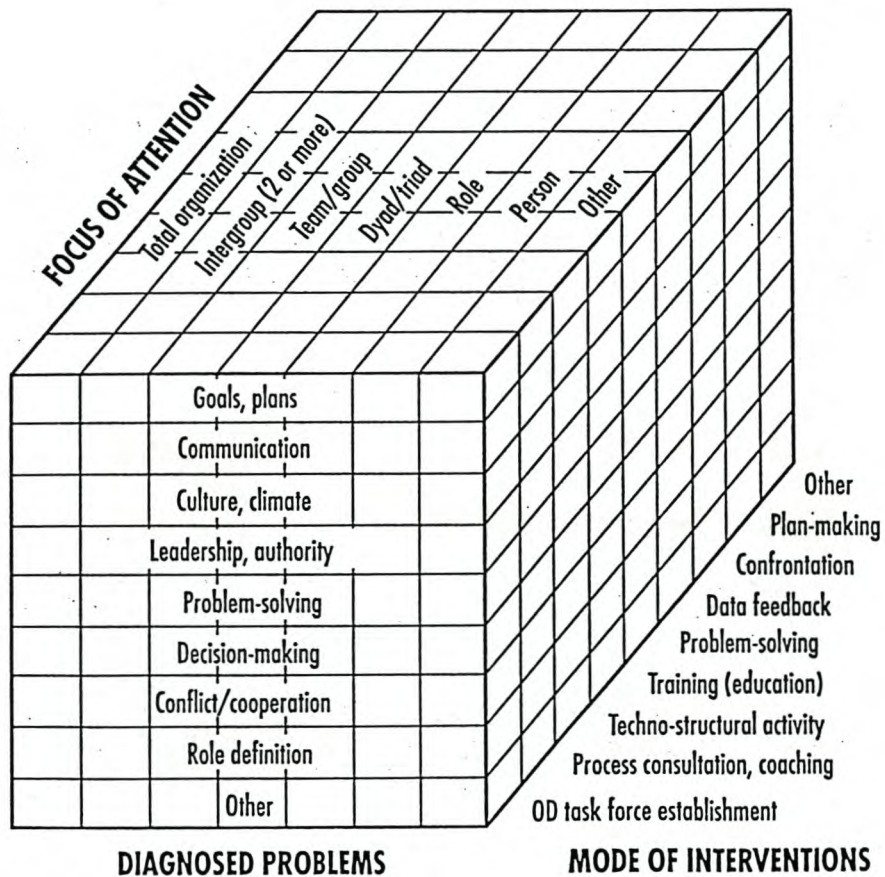 FOCUS OF ATTENTION
Total organization
Intergroup (2 or more)
Team/group
Dyad/triad
Role
Person
Other
Goals, plans
Communication
Culture, climate
Leadership, authority
Problem-solving
Decision-making
Conflict/cooperation
Role definition
Other
DIAGNOSED PROBLEMS
Other
Plan-making
Confrontation
Data feedback
Problem-solving
Training (education)
Techno-structural activity
Process consultation, coaching
OD task force establishment
MODE OF INTERVENTIONS